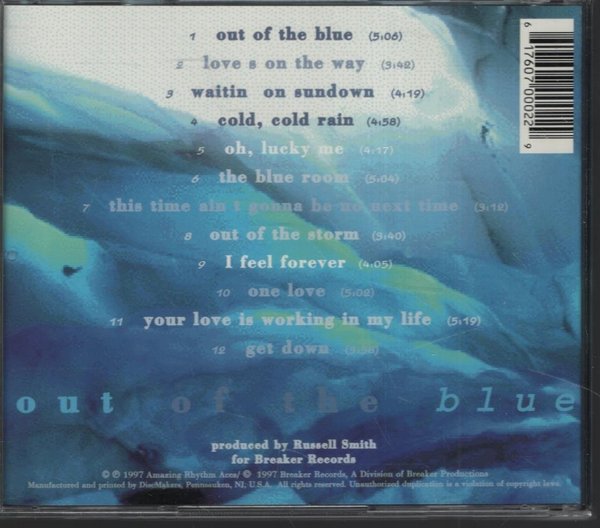 1 out of the blue (5:06)
2 love s on the way (3:42)
3 waitin on sundown (4:19)
4 cold, cold rain (4:58)
5 oh, lucky me (4:17)
6 the blue room (5:04)
7 this time ain t gonna be no next time (3:12)
8 out of the storm (3:40)
9 I feel forever (4:05)
10 one love (5:02)
11 your love is working in my life (5:19)
12 get down
out of the blue
produced by Russell Smith
for Breaker Records
© ℗ 1997 Amazing Rhythm Aces/ © 1997 Breaker Records, A Division of Breaker Productions
Manufactured and printed by DiscMakers, Pennsauken, NJ, U.S.A. All rights reserved. Unauthorized duplication is a violation of copyright laws.
6 17607 00022 9